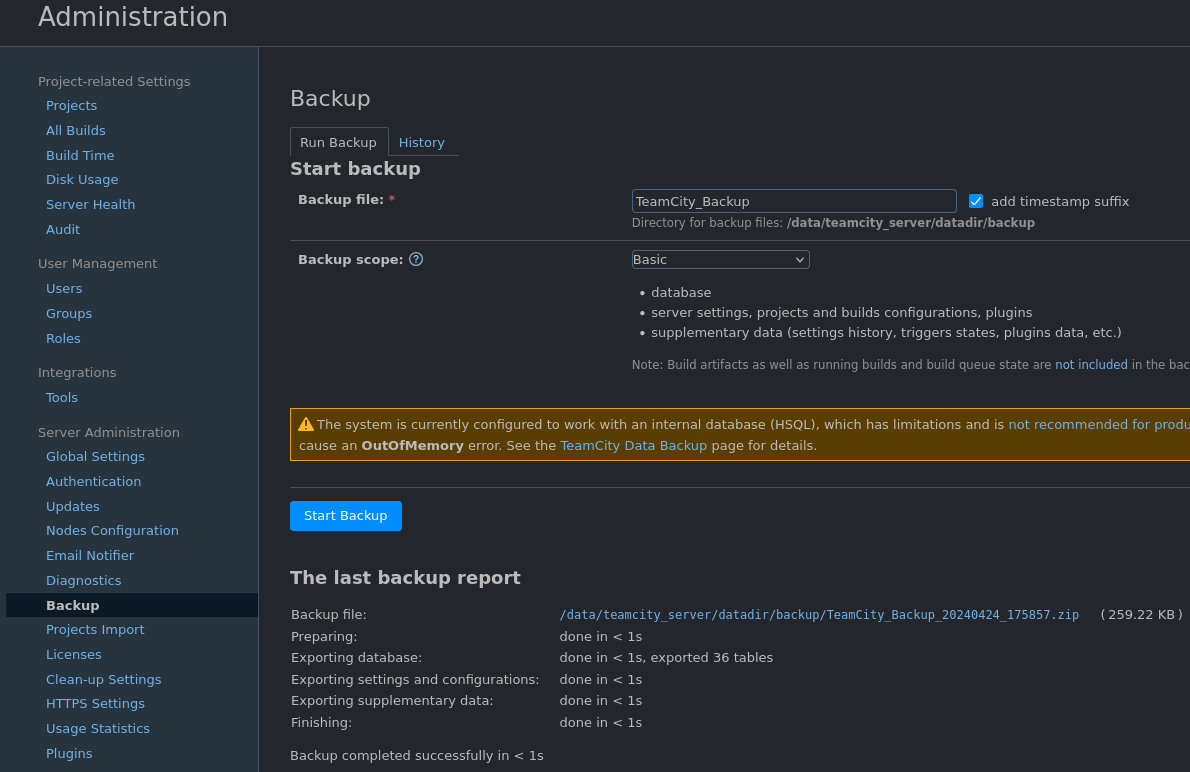 Administration
Project-related Settings
Projects
All Builds
Build Time
Disk Usage
Server Health
Audit
User Management
Users
Groups
Roles
Integrations
Tools
Server Administration
Global Settings
Authentication
Updates
Nodes Configuration
Email Notifier
Diagnostics
Backup
Projects Import
Licenses
Clean-up Settings
HTTPS Settings
Usage Statistics
Plugins
Backup
Run Backup History
Start backup
Backup file: * TeamCity_Backup add timestamp suffix
Directory for backup files: /data/teamcity_server/datadir/backup
Backup scope: ? Basic
• database
• server settings, projects and builds configurations, plugins
• supplementary data (settings history, triggers states, plugins data, etc.)
Note: Build artifacts as well as running builds and build queue state are not included in the bac
The system is currently configured to work with an internal database (HSQL), which has limitations and is not recommended for produ
cause an OutOfMemory error. See the TeamCity Data Backup page for details.
Start Backup
The last backup report
Backup file: /data/teamcity_server/datadir/backup/TeamCity_Backup_20240424_175857.zip ( 259.22 KB )
Preparing: done in < 1s
Exporting database: done in < 1s, exported 36 tables
Exporting settings and configurations: done in < 1s
Exporting supplementary data: done in < 1s
Finishing: done in < 1s
Backup completed successfully in < 1s